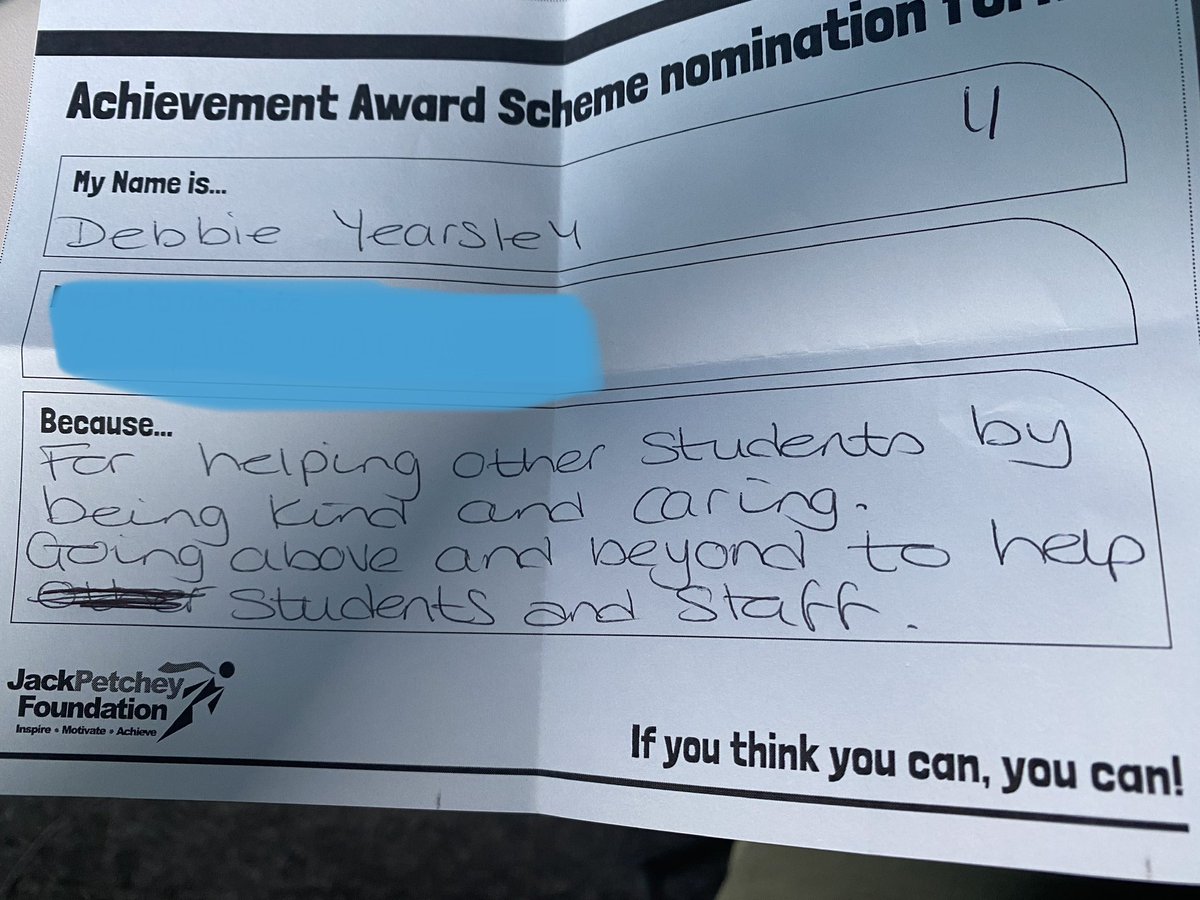 Achievement Award Scheme nomination form
4
My Name is...
Debbie Yearsley
Because...
For helping other students by
being kind and caring.
Going above and beyond to help
Students and Staff.
JackPetchey
Foundation
Inspire • Motivate • Achieve
If you think you can, you can!